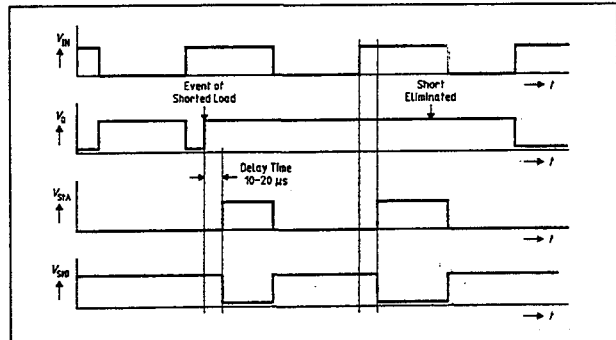 V_IN
t
Event of
Shorted Load
Short
Eliminated
V_Q
t
Delay Time
10-20 μs
V_StA
t
V_StB
t